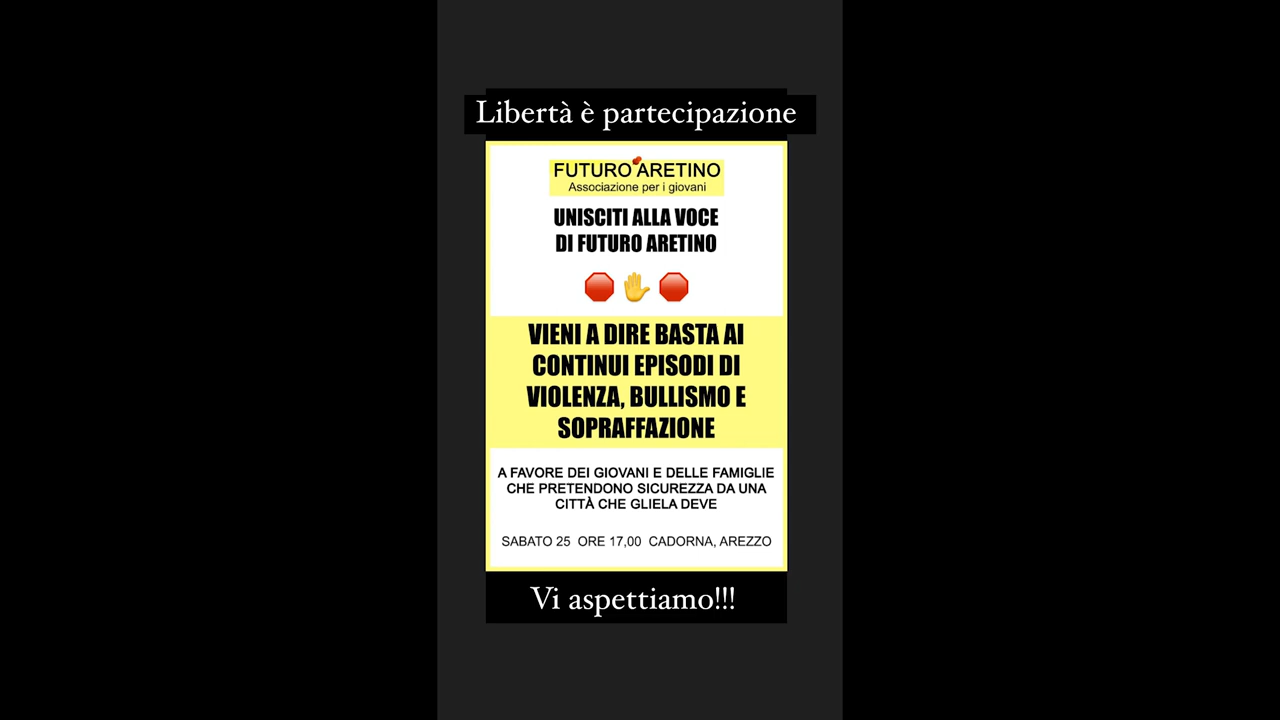 Libertà è partecipazione
FUTURO ARETINO
Associazione per i giovani
UNISCITI ALLA VOCE
DI FUTURO ARETINO
VIENI A DIRE BASTA AI
CONTINUI EPISODI DI
VIOLENZA, BULLISMO E
SOPRAFFAZIONE
A FAVORE DEI GIOVANI E DELLE FAMIGLIE
CHE PRETENDONO SICUREZZA DA UNA
CITTÀ CHE GLIELA DEVE
SABATO 25 ORE 17,00 CADORNA, AREZZO
Vi aspettiamo!!!